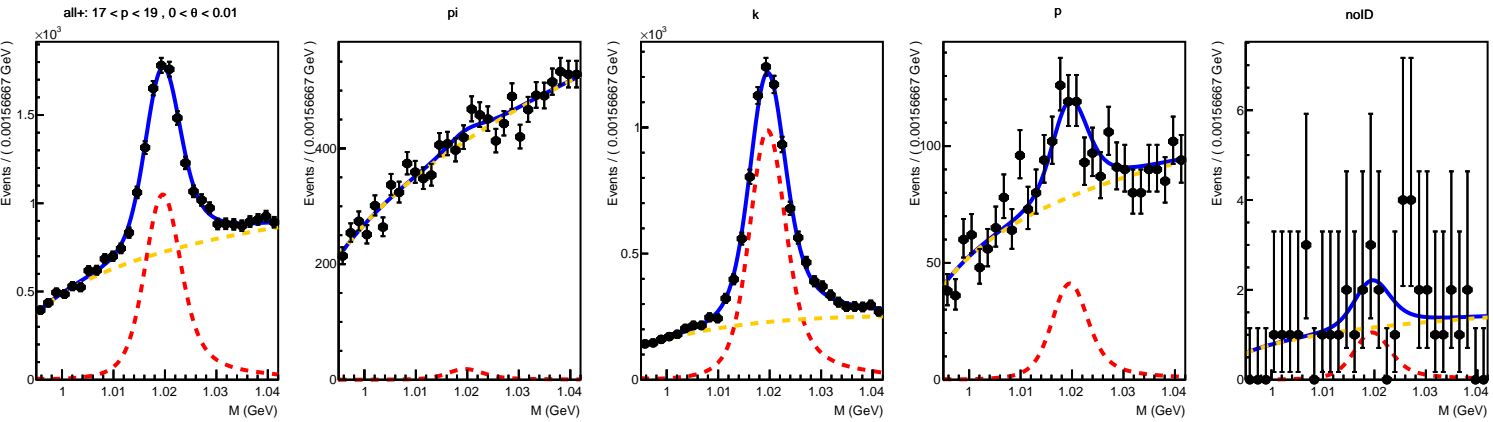 all+: 17 < p < 19 , 0 < θ < 0.01
×10³
Events / ( 0.00156667 GeV )
1.5
1
0.5
0
1
1.01
1.02
1.03
1.04
M (GeV)
pi
Events / ( 0.00156677 GeV )
400
200
0
1
1.01
1.02
1.03
1.04
M (GeV)
k
×10³
Events / ( 0.00156667 GeV )
1
0.5
0
1
1.01
1.02
1.03
1.04
M (GeV)
p
Events / ( 0.00156667 GeV )
100
50
0
1
1.01
1.02
1.03
1.04
M (GeV)
noID
Events / ( 0.00156667 GeV )
6
4
2
0
1
1.01
1.02
1.03
1.04
M (GeV)